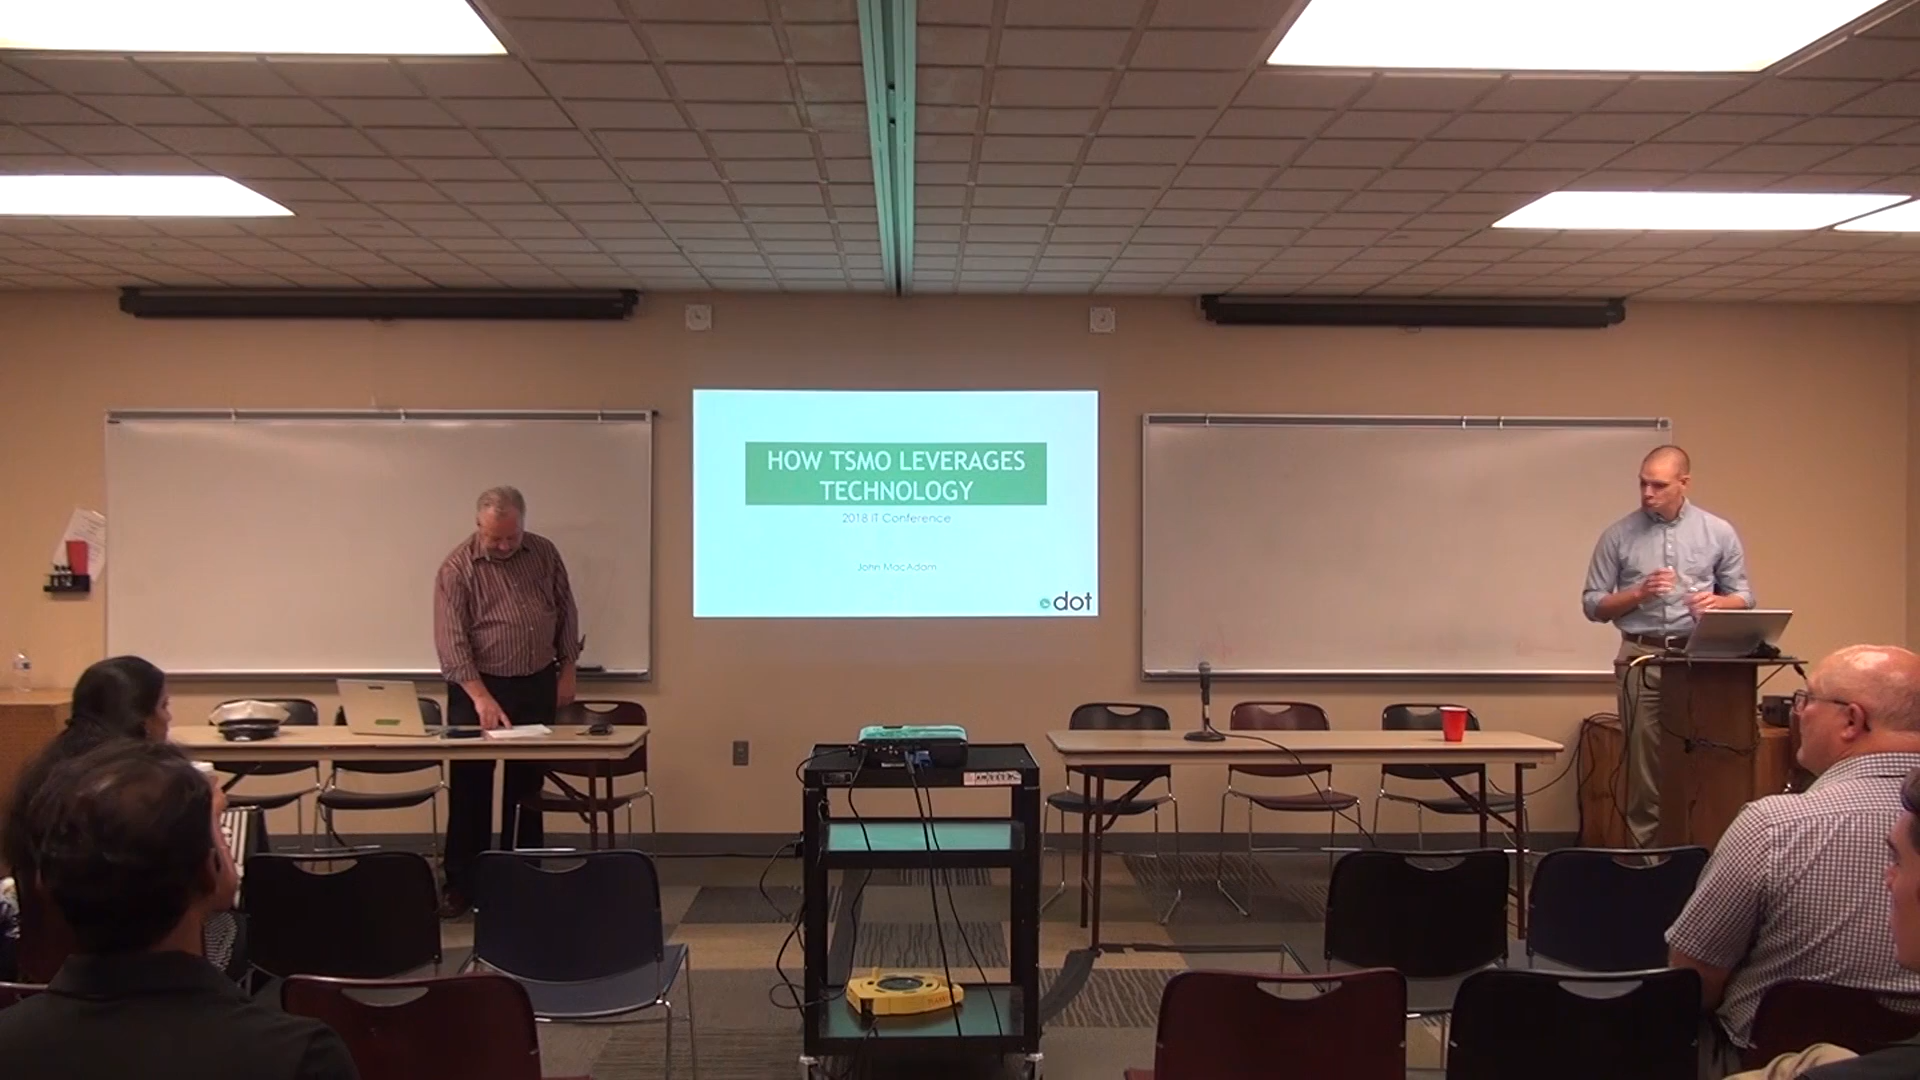 HOW TSMO LEVERAGES
TECHNOLOGY
2018 IT Conference
John MacAdam
dot